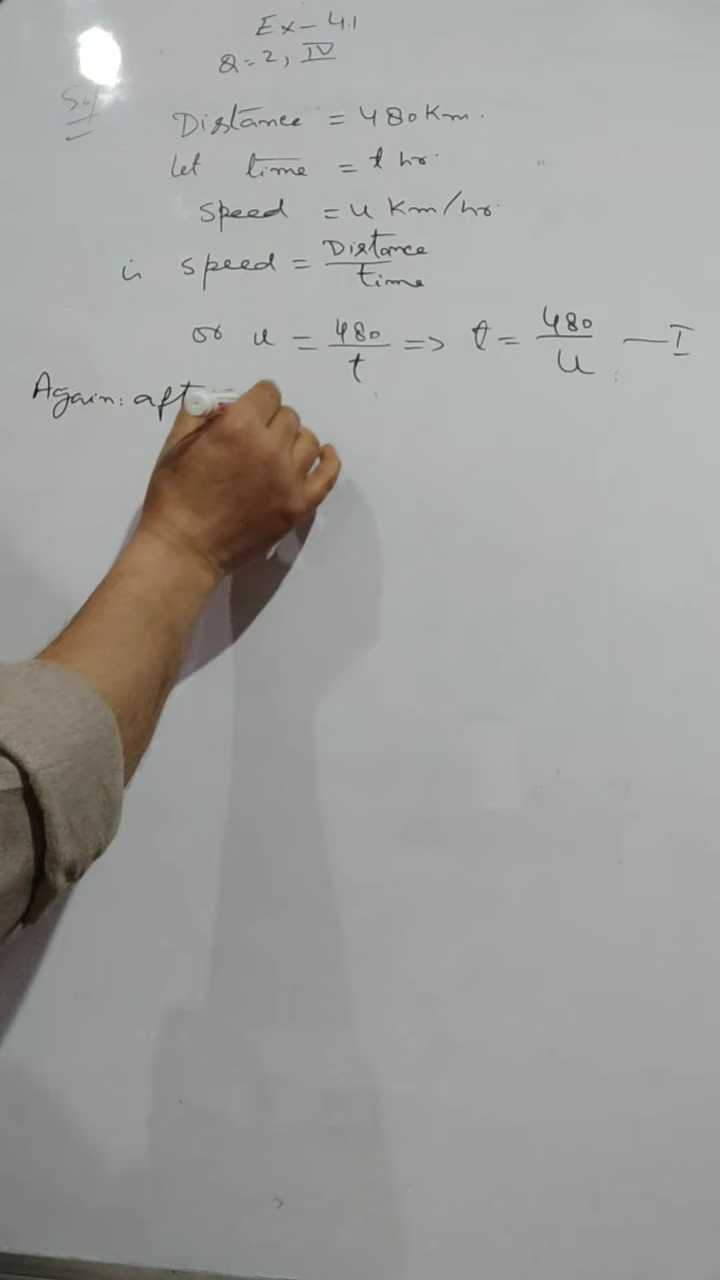 Ex - 4.1
Q = 2, IV
Sol
Distance = 480 Km.
let time = t hr.
speed = u Km/hr.
speed = Distance / time
or u = 480 / t => t = 480 / u — I
Again: aft